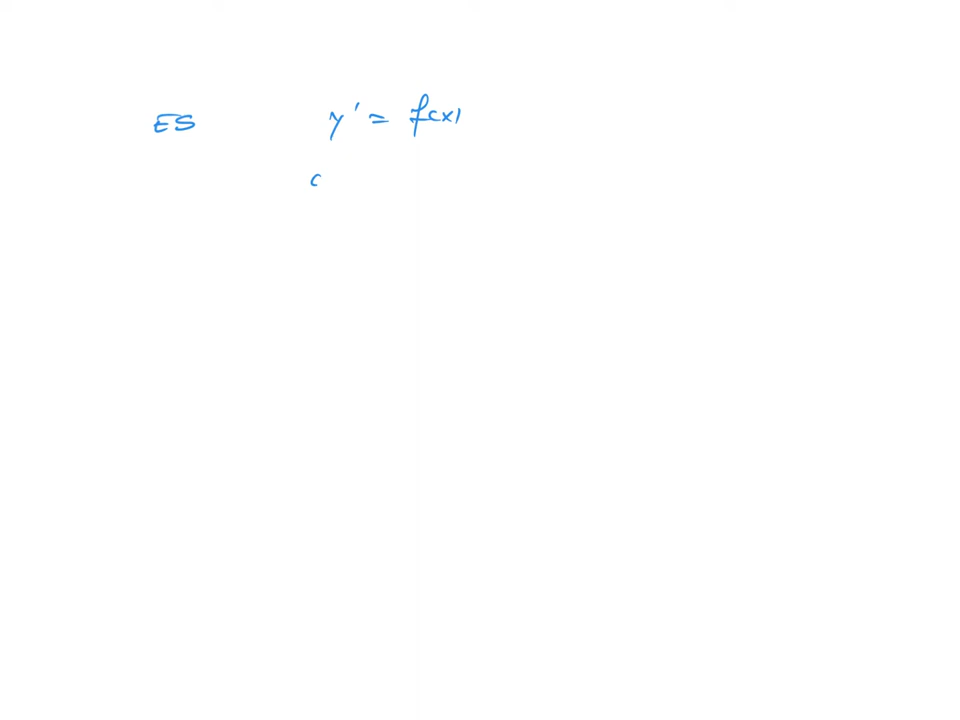 ES y' = f(x)
c